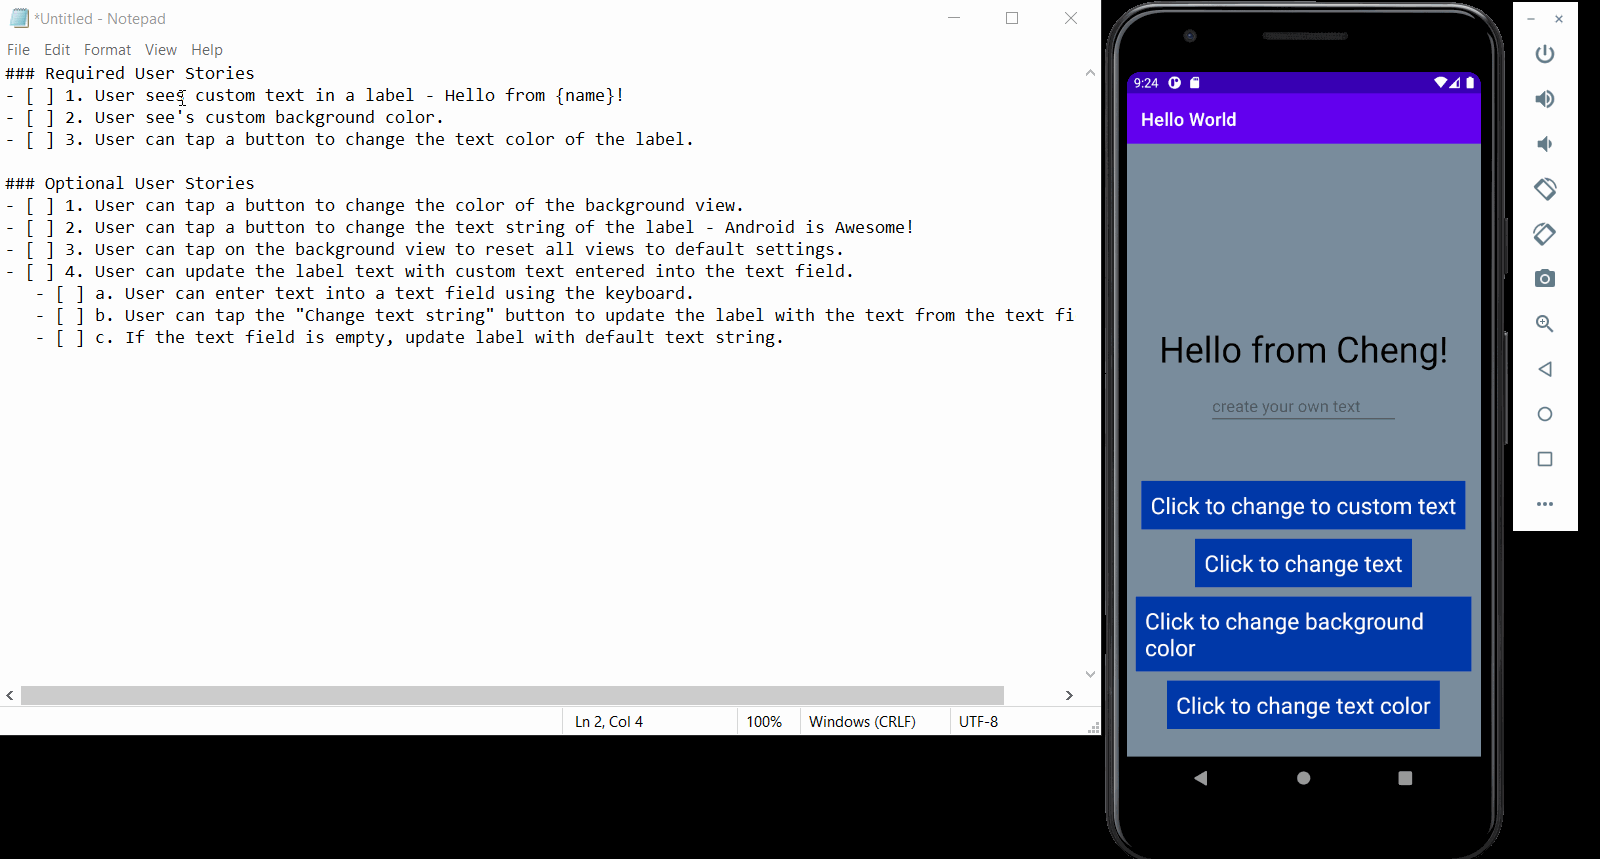 *Untitled - Notepad
File Edit Format View Help
### Required User Stories
- [ ] 1. User sees custom text in a label - Hello from {name}!
- [ ] 2. User see's custom background color.
- [ ] 3. User can tap a button to change the text color of the label.
### Optional User Stories
- [ ] 1. User can tap a button to change the color of the background view.
- [ ] 2. User can tap a button to change the text string of the label - Android is Awesome!
- [ ] 3. User can tap on the background view to reset all views to default settings.
- [ ] 4. User can update the label text with custom text entered into the text field.
- [ ] a. User can enter text into a text field using the keyboard.
- [ ] b. User can tap the "Change text string" button to update the label with the text from the text fi
- [ ] c. If the text field is empty, update label with default text string.
Ln 2, Col 4 100% Windows (CRLF) UTF-8
9:24
Hello World
Hello from Cheng!
create your own text
Click to change to custom text
Click to change text
Click to change background
color
Click to change text color